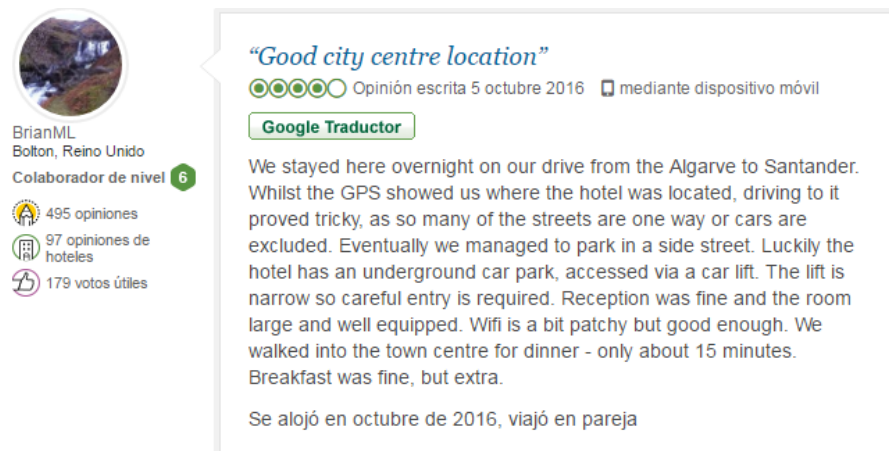 BrianML
Bolton, Reino Unido
Colaborador de nivel 6
495 opiniones
97 opiniones de
hoteles
179 votos útiles
“Good city centre location”
Opinión escrita 5 octubre 2016 mediante dispositivo móvil
Google Traductor
We stayed here overnight on our drive from the Algarve to Santander.
Whilst the GPS showed us where the hotel was located, driving to it
proved tricky, as so many of the streets are one way or cars are
excluded. Eventually we managed to park in a side street. Luckily the
hotel has an underground car park, accessed via a car lift. The lift is
narrow so careful entry is required. Reception was fine and the room
large and well equipped. Wifi is a bit patchy but good enough. We
walked into the town centre for dinner - only about 15 minutes.
Breakfast was fine, but extra.
Se alojó en octubre de 2016, viajó en pareja